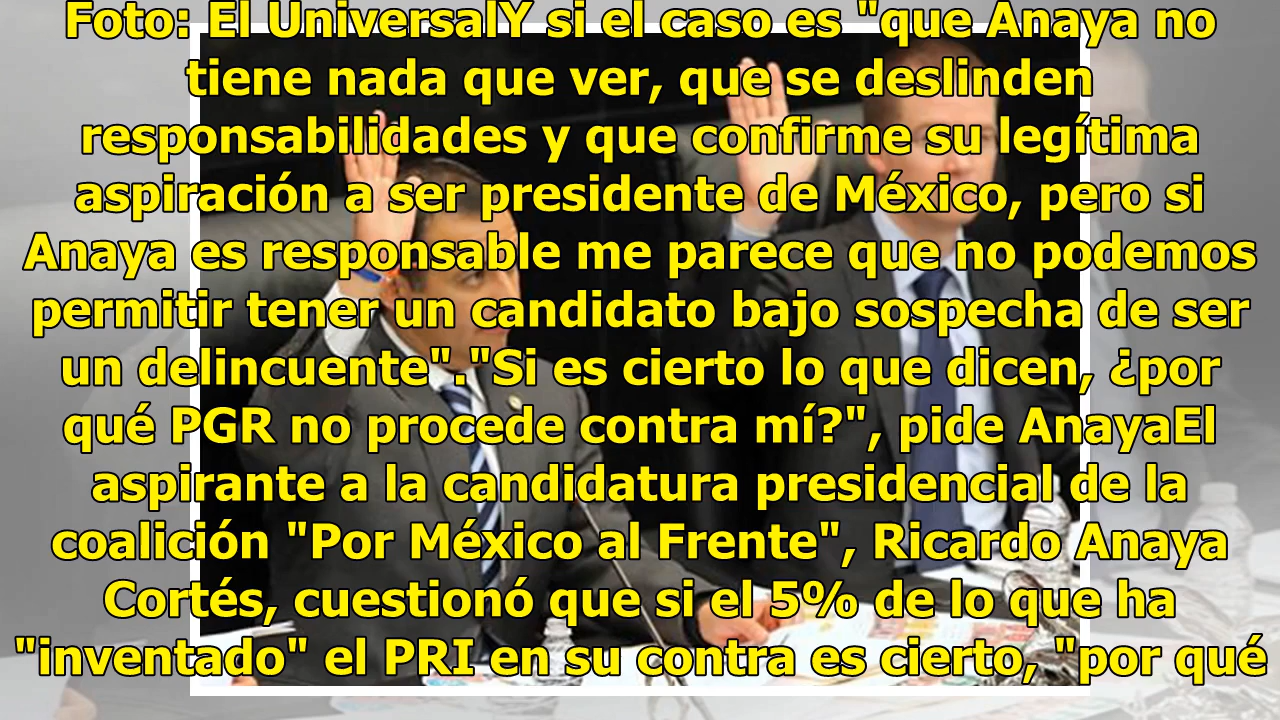 Foto: El UniversalY si el caso es "que Anaya no
tiene nada que ver, que se deslinden
responsabilidades y que confirme su legítima
aspiración a ser presidente de México, pero si
Anaya es responsable me parece que no podemos
permitir tener un candidato bajo sospecha de ser
un delincuente"."Si es cierto lo que dicen, ¿por
qué PGR no procede contra mí?", pide AnayaEl
aspirante a la candidatura presidencial de la
coalición "Por México al Frente", Ricardo Anaya
Cortés, cuestionó que si el 5% de lo que ha
"inventado" el PRI en su contra es cierto, "por qué